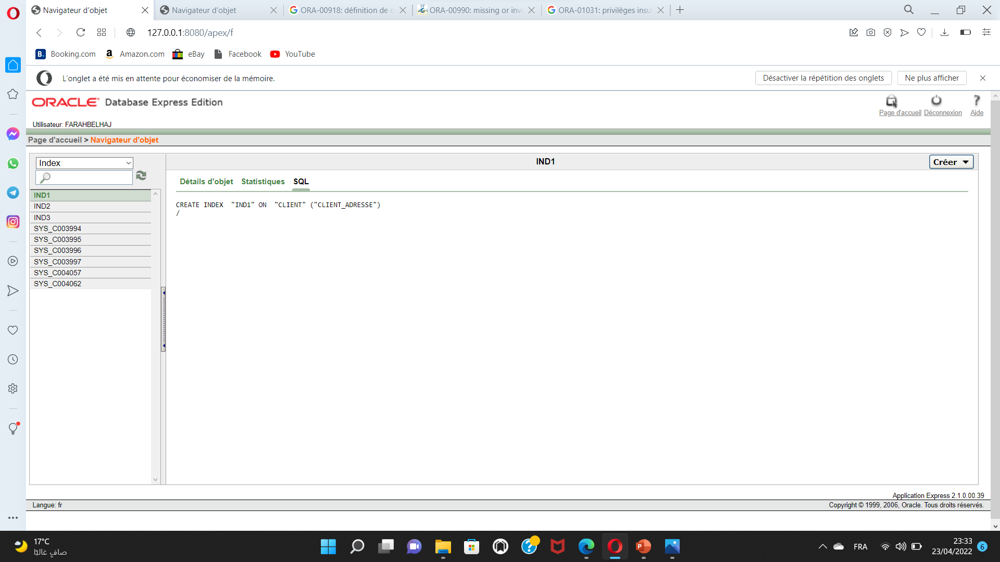 Navigateur d'objet
Navigateur d'objet
ORA-00918: définition de c
ORA-00990: missing or inva
ORA-01031: privilèges insu
127.0.0.1:8080/apex/f
Booking.com
Amazon.com
eBay
Facebook
YouTube
L'onglet a été mis en attente pour économiser de la mémoire.
Désactiver la répétition des onglets
Ne plus afficher
ORACLE Database Express Edition
Page d'accueil
Déconnexion
Aide
Utilisateur: FARAHBELHAJ
Page d'accueil > Navigateur d'objet
Index
IND1
Créer
Détails d'objet
Statistiques
SQL
IND1
IND2
IND3
SYS_C003994
SYS_C003995
SYS_C003996
SYS_C003997
SYS_C004057
SYS_C004062
CREATE INDEX  "IND1" ON  "CLIENT" ("CLIENT_ADRESSE")
/
Application Express 2.1.0.00.39
Langue: fr
Copyright © 1999, 2006, Oracle. Tous droits réservés.
17°C
صافٍ غالبًا
FRA
23:33
23/04/2022
6